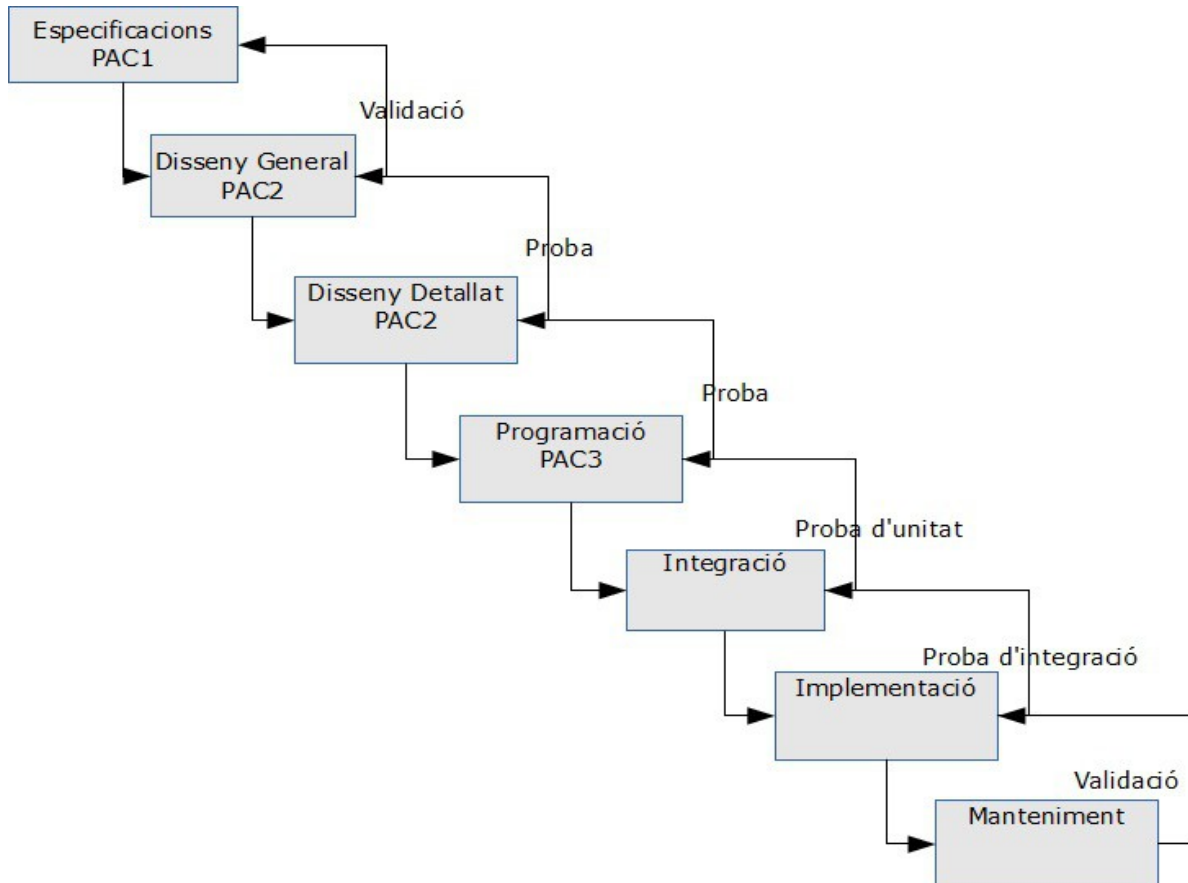 Especificacions
PAC1
Validació
Disseny General
PAC2
Proba
Disseny Detallat
PAC2
Proba
Programació
PAC3
Proba d'unitat
Integració
Proba d'integració
Implementació
Validació
Manteniment